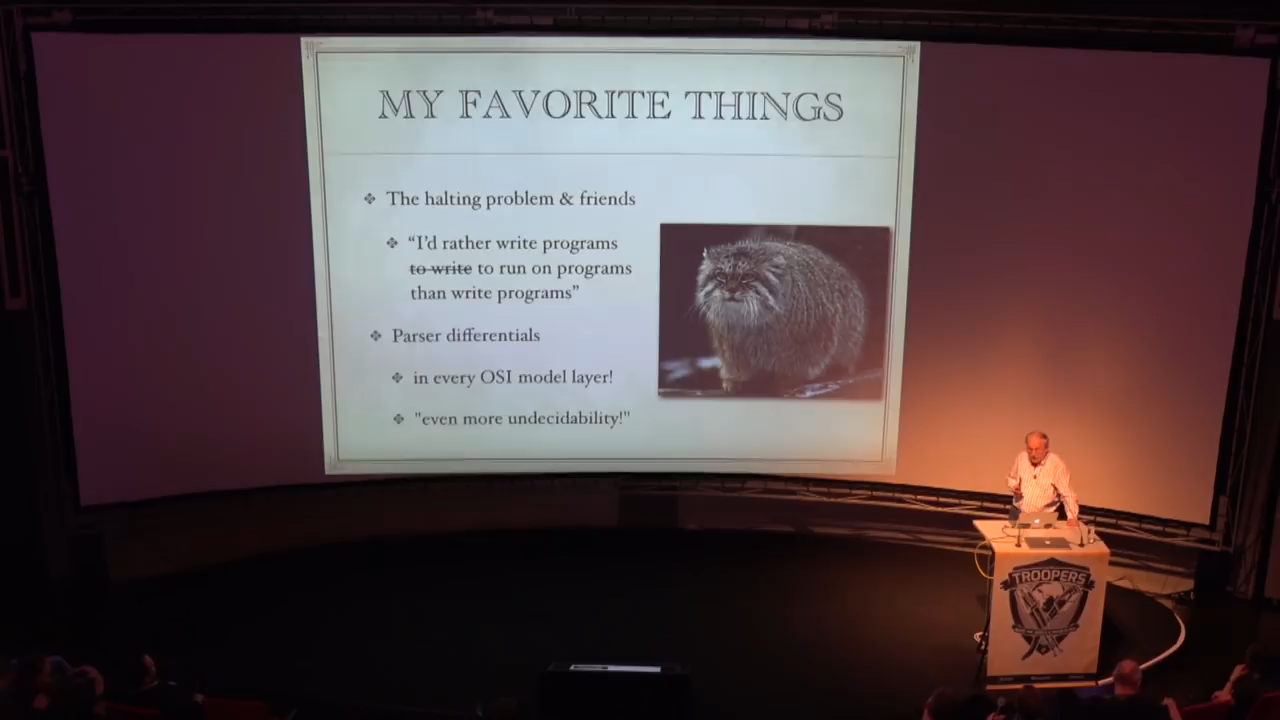 MY FAVORITE THINGS
The halting problem & friends
“I’d rather write programs
to write to run on programs
than write programs”
Parser differentials
in every OSI model layer!
"even more undecidability!"
TROOPERS